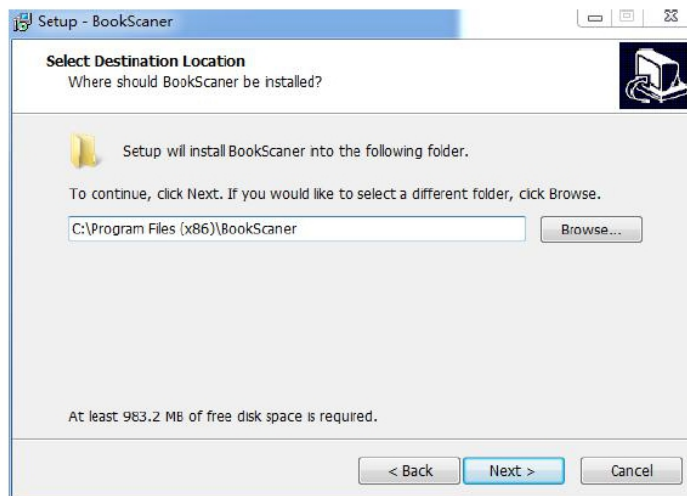 Setup - BookScaner
Select Destination Location
Where should BookScaner be installed?
Setup will install BookScaner into the following folder.
To continue, click Next. If you would like to select a different folder, click Browse.
C:\Program Files (x86)\BookScaner
Browse...
At least 983.2 MB of free disk space is required.
< Back
Next >
Cancel